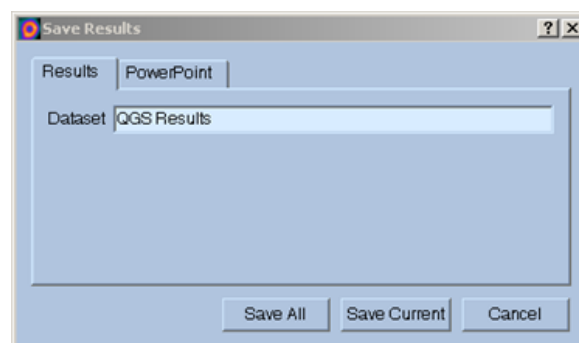 Save Results
? X
Results PowerPoint
Dataset QGS Results
Save All Save Current Cancel